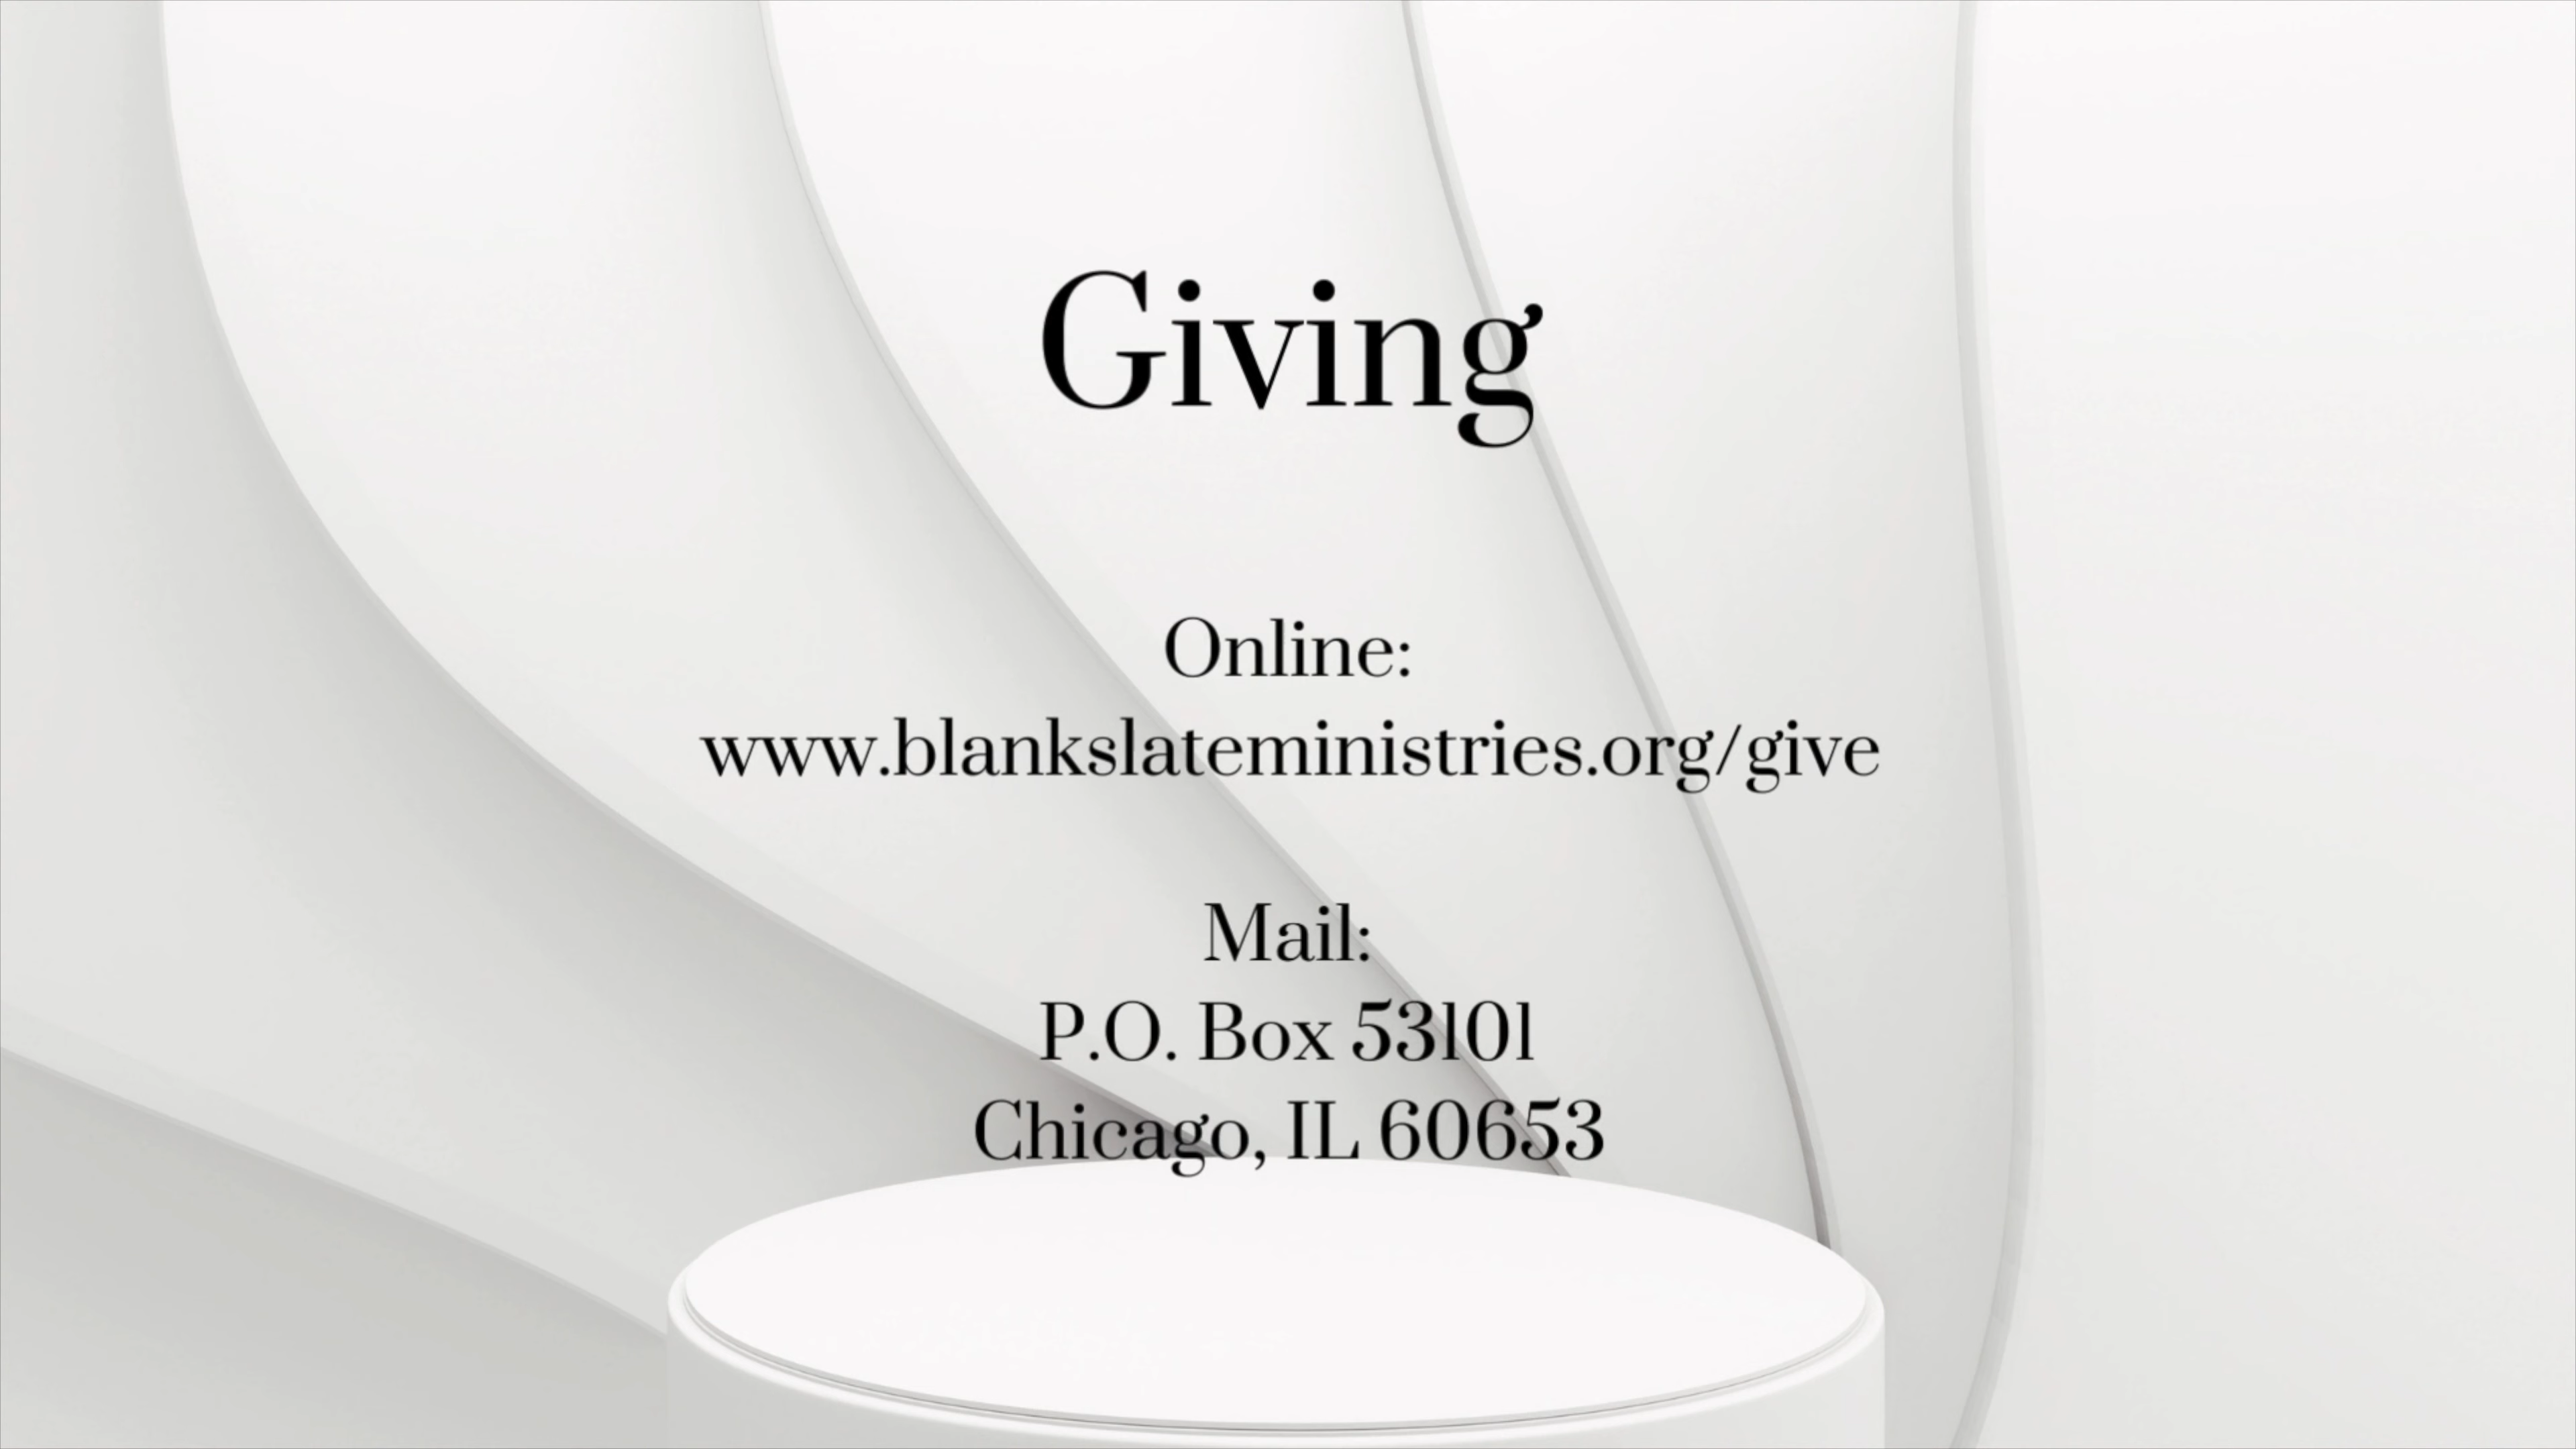 Giving
Online:
www.blankslateministries.org/give
Mail:
P.O. Box 53101
Chicago, IL 60653